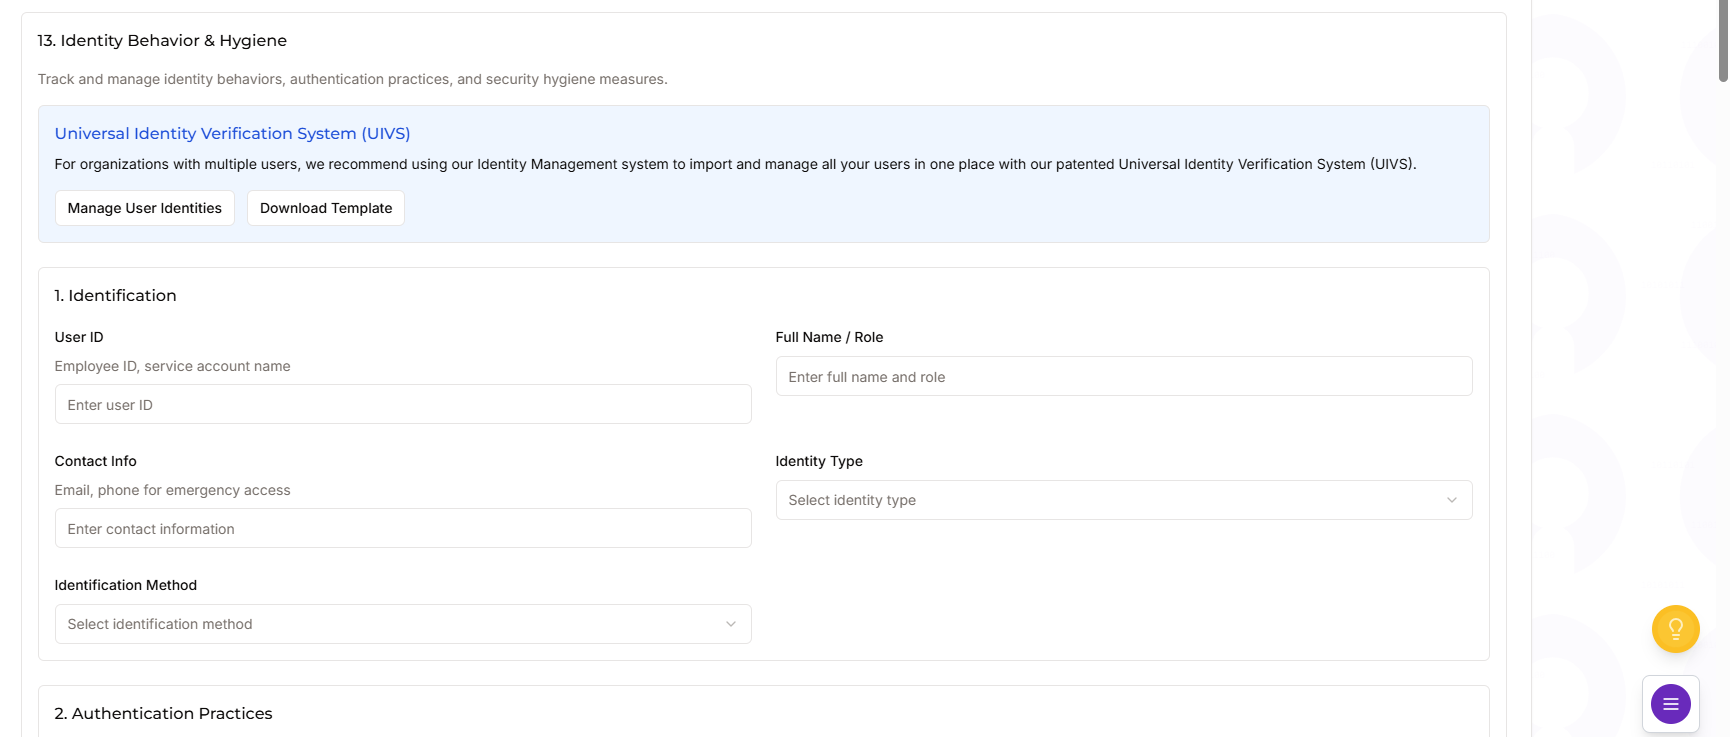 13. Identity Behavior & Hygiene
Track and manage identity behaviors, authentication practices, and security hygiene measures.
Universal Identity Verification System (UIVS)
For organizations with multiple users, we recommend using our Identity Management system to import and manage all your users in one place with our patented Universal Identity Verification System (UIVS).
Manage User Identities
Download Template
1. Identification
User ID
Employee ID, service account name
Enter user ID
Full Name / Role
Enter full name and role
Contact Info
Email, phone for emergency access
Enter contact information
Identity Type
Select identity type
Identification Method
Select identification method
2. Authentication Practices